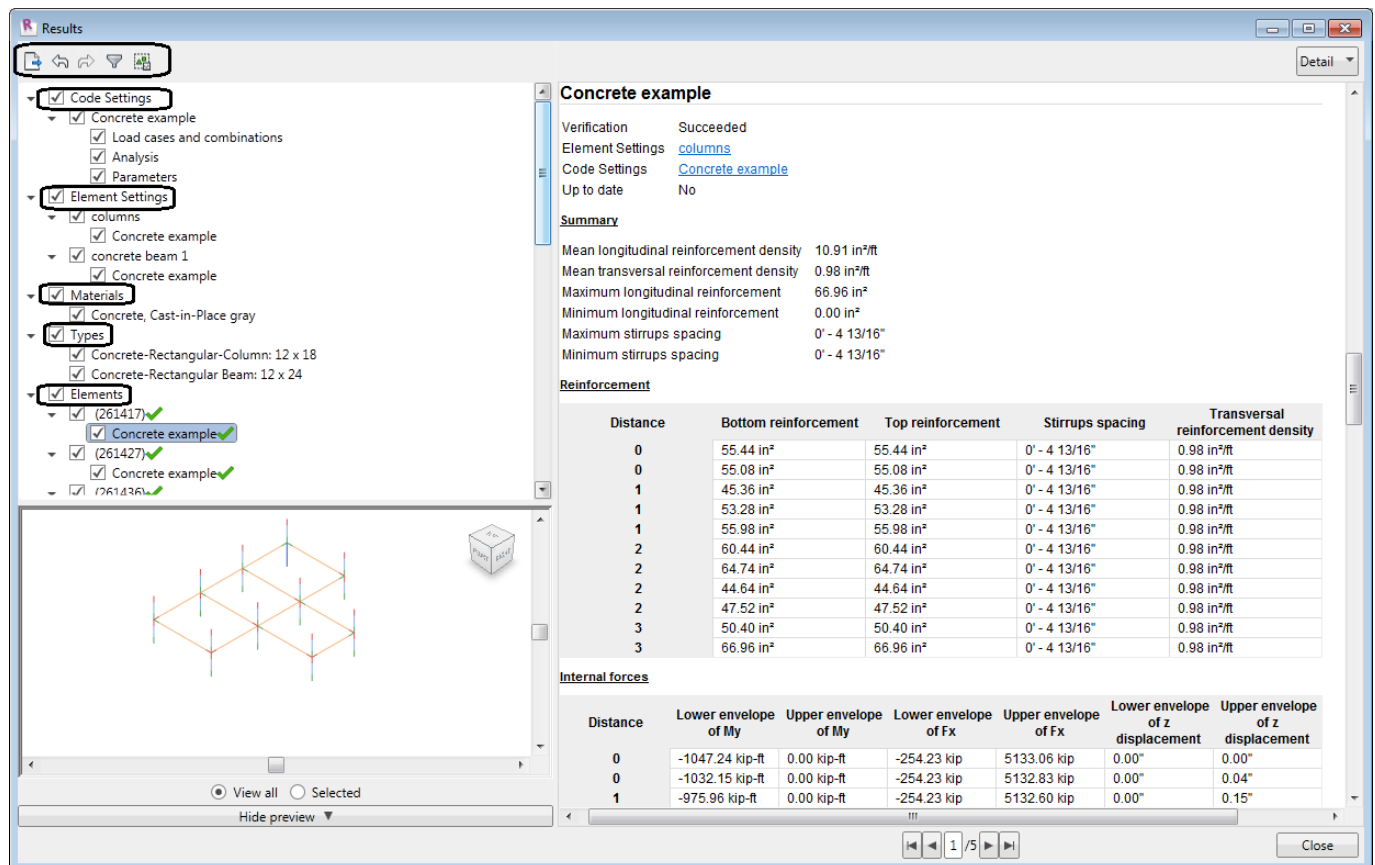 Results
Detail
Code Settings
Concrete example
Load cases and combinations
Analysis
Parameters
Element Settings
columns
Concrete example
concrete beam 1
Concrete example
Materials
Concrete, Cast-in-Place gray
Types
Concrete-Rectangular-Column: 12 x 18
Concrete-Rectangular Beam: 12 x 24
Elements
(261417)
Concrete example
(261427)
Concrete example
(261436)
View all Selected
Hide preview
Concrete example
Verification Succeeded
Element Settings columns
Code Settings Concrete example
Up to date No
Summary
Mean longitudinal reinforcement density 10.91 in²/ft
Mean transversal reinforcement density 0.98 in²/ft
Maximum longitudinal reinforcement 66.96 in²
Minimum longitudinal reinforcement 0.00 in²
Maximum stirrups spacing 0' - 4 13/16"
Minimum stirrups spacing 0' - 4 13/16"
Reinforcement
Distance Bottom reinforcement Top reinforcement Stirrups spacing Transversal reinforcement density
0 55.44 in² 55.44 in² 0' - 4 13/16" 0.98 in²/ft
0 55.08 in² 55.08 in² 0' - 4 13/16" 0.98 in²/ft
1 45.36 in² 45.36 in² 0' - 4 13/16" 0.98 in²/ft
1 53.28 in² 53.28 in² 0' - 4 13/16" 0.98 in²/ft
1 55.98 in² 55.98 in² 0' - 4 13/16" 0.98 in²/ft
2 60.44 in² 60.44 in² 0' - 4 13/16" 0.98 in²/ft
2 64.74 in² 64.74 in² 0' - 4 13/16" 0.98 in²/ft
2 44.64 in² 44.64 in² 0' - 4 13/16" 0.98 in²/ft
2 47.52 in² 47.52 in² 0' - 4 13/16" 0.98 in²/ft
3 50.40 in² 50.40 in² 0' - 4 13/16" 0.98 in²/ft
3 66.96 in² 66.96 in² 0' - 4 13/16" 0.98 in²/ft
Internal forces
Distance Lower envelope of My Upper envelope of My Lower envelope of Fx Upper envelope of Fx Lower envelope of z displacement Upper envelope of z displacement
0 -1047.24 kip-ft 0.00 kip-ft -254.23 kip 5133.06 kip 0.00" 0.00"
0 -1032.15 kip-ft 0.00 kip-ft -254.23 kip 5132.83 kip 0.00" 0.04"
1 -975.96 kip-ft 0.00 kip-ft -254.23 kip 5132.60 kip 0.00" 0.15"
1 /5
Close